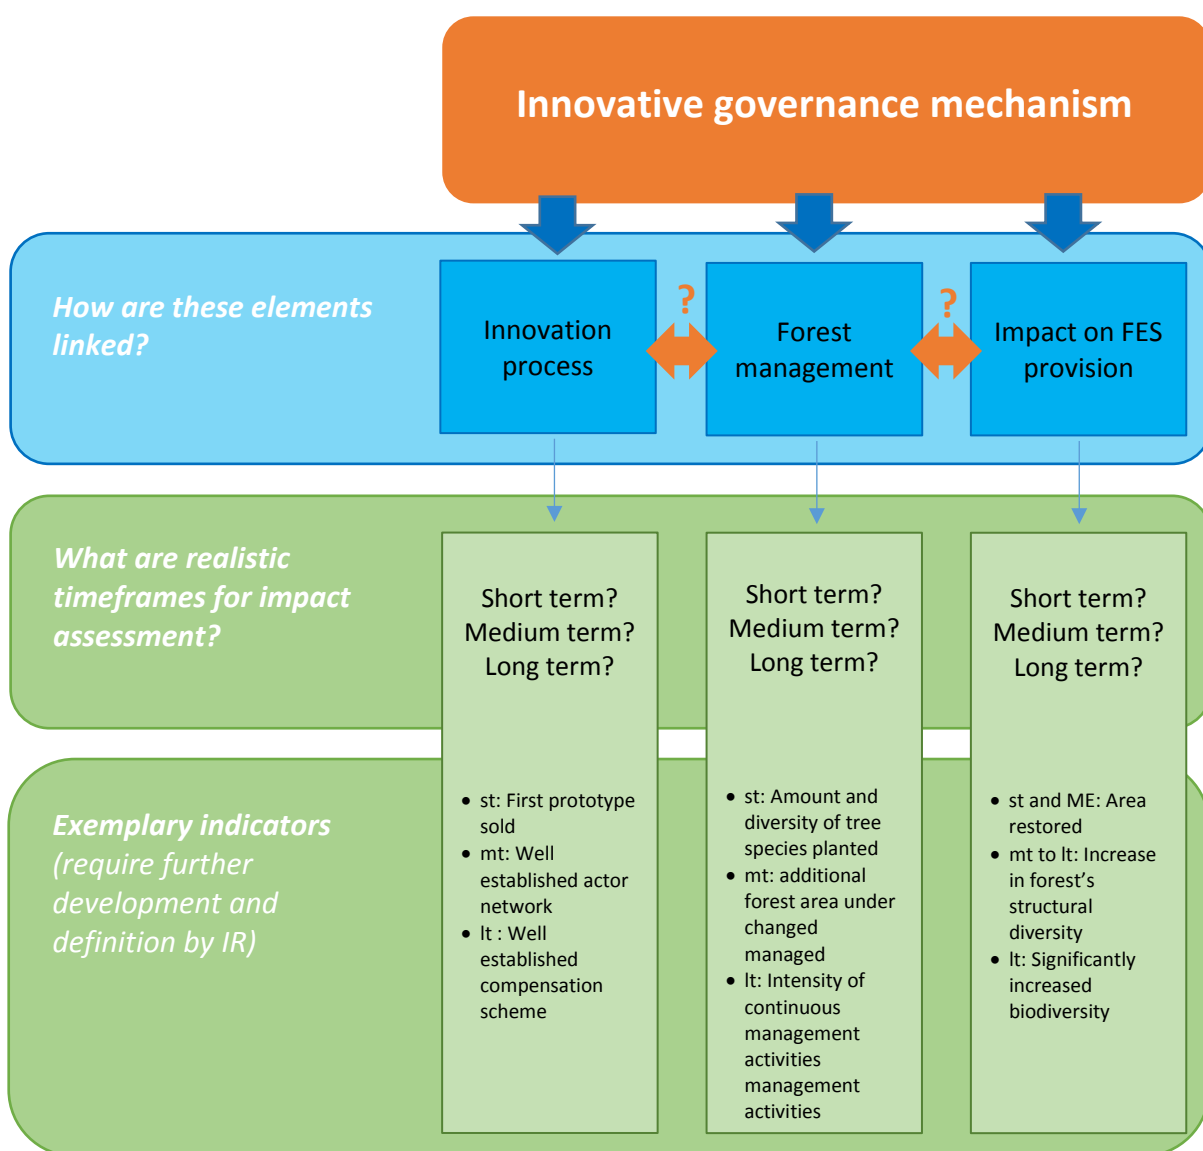 Innovative governance mechanism
How are these elements
linked?
Innovation
process
?
Forest
management
?
Impact on FES
provision
What are realistic
timeframes for impact
assessment?
Short term?
Medium term?
Long term?
Short term?
Medium term?
Long term?
Short term?
Medium term?
Long term?
Exemplary indicators
(require further
development and
definition by IR)
• st: First prototype
sold
• mt: Well
established actor
network
• lt : Well
established
compensation
scheme
• st: Amount and
diversity of tree
species planted
• mt: additional
forest area under
changed
managed
• lt: Intensity of
continuous
management
activities
management
activities
• st and ME: Area
restored
• mt to lt: Increase
in forest’s
structural
diversity
• lt: Significantly
increased
biodiversity